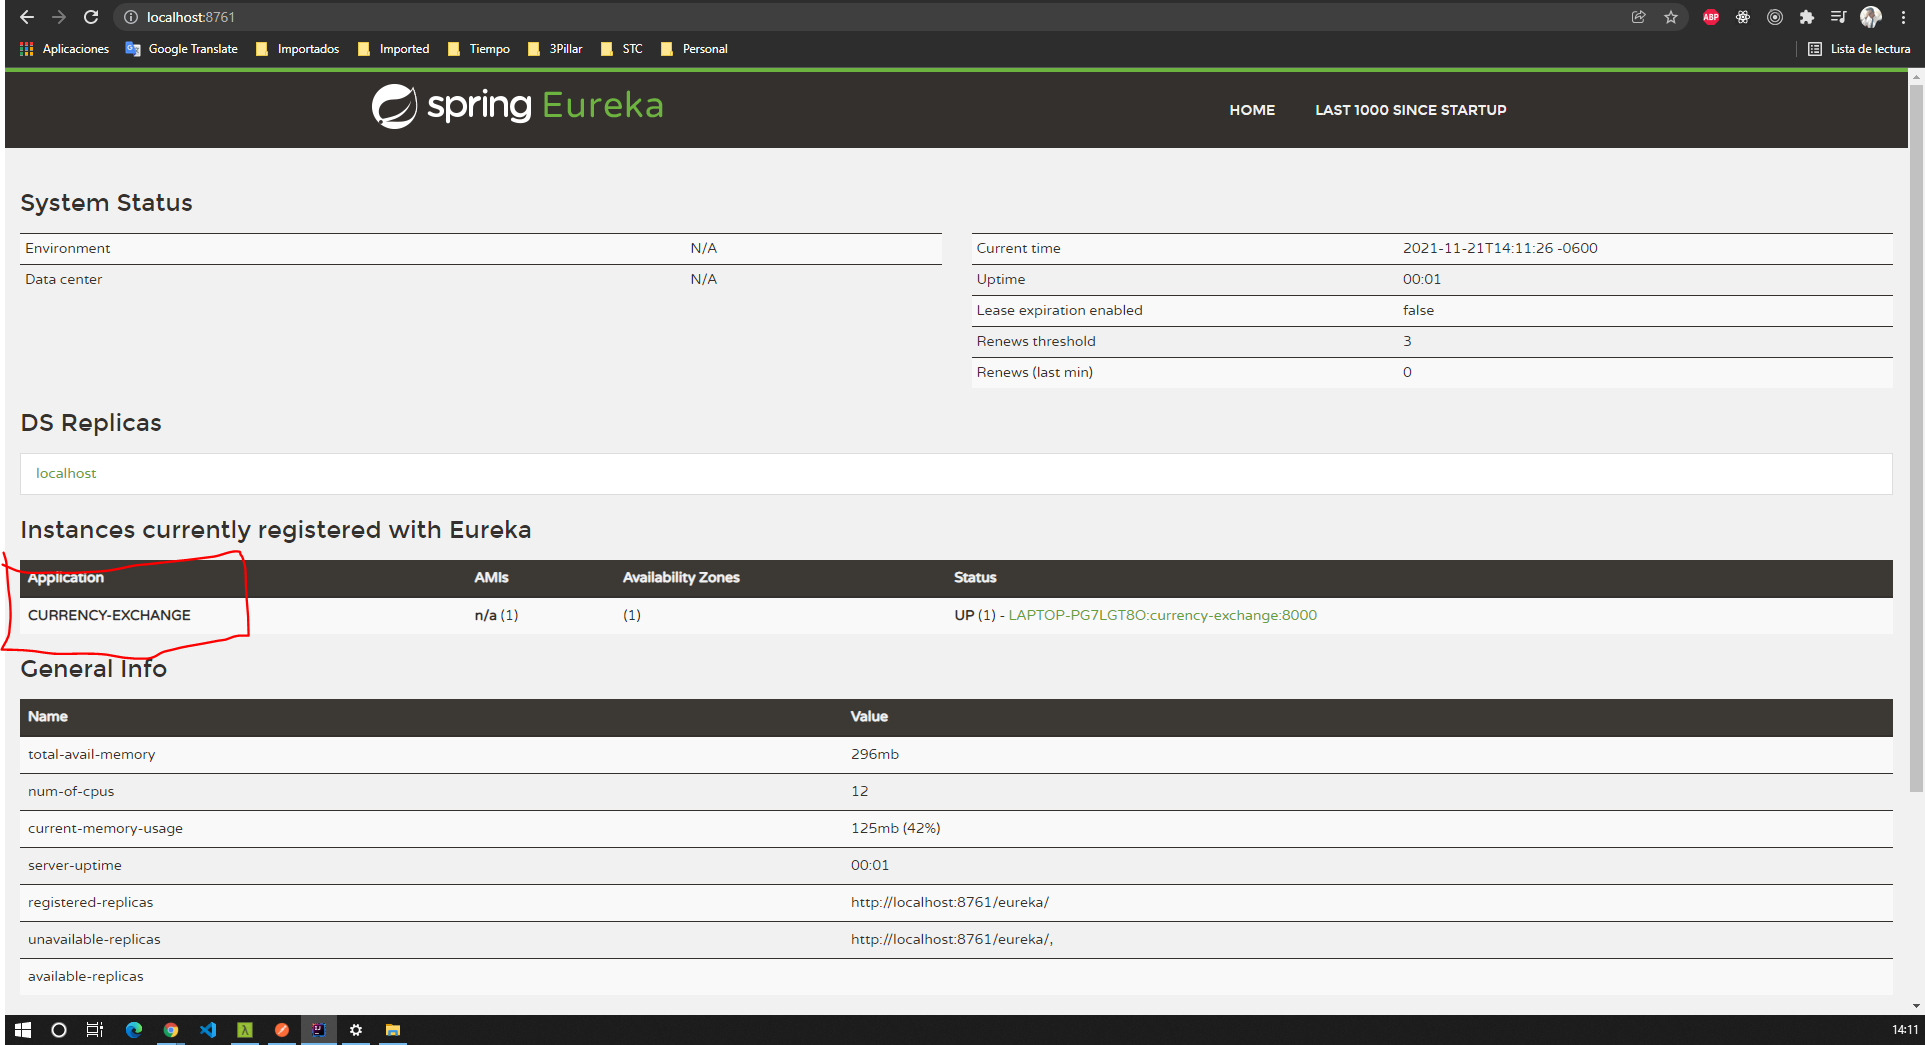 localhost:8761
ABP
Aplicaciones Google Translate Importados Imported Tiempo 3Pillar STC Personal Lista de lectura
spring Eureka HOME LAST 1000 SINCE STARTUP
System Status
Environment N/A
Data center N/A
Current time 2021-11-21T14:11:26 -0600
Uptime 00:01
Lease expiration enabled false
Renews threshold 3
Renews (last min) 0
DS Replicas
localhost
Instances currently registered with Eureka
Application AMIs Availability Zones Status
CURRENCY-EXCHANGE n/a (1) (1) UP (1) - LAPTOP-PG7LGT8O:currency-exchange:8000
General Info
Name Value
total-avail-memory 296mb
num-of-cpus 12
current-memory-usage 125mb (42%)
server-uptime 00:01
registered-replicas http://localhost:8761/eureka/
unavailable-replicas http://localhost:8761/eureka/,
available-replicas
14:11